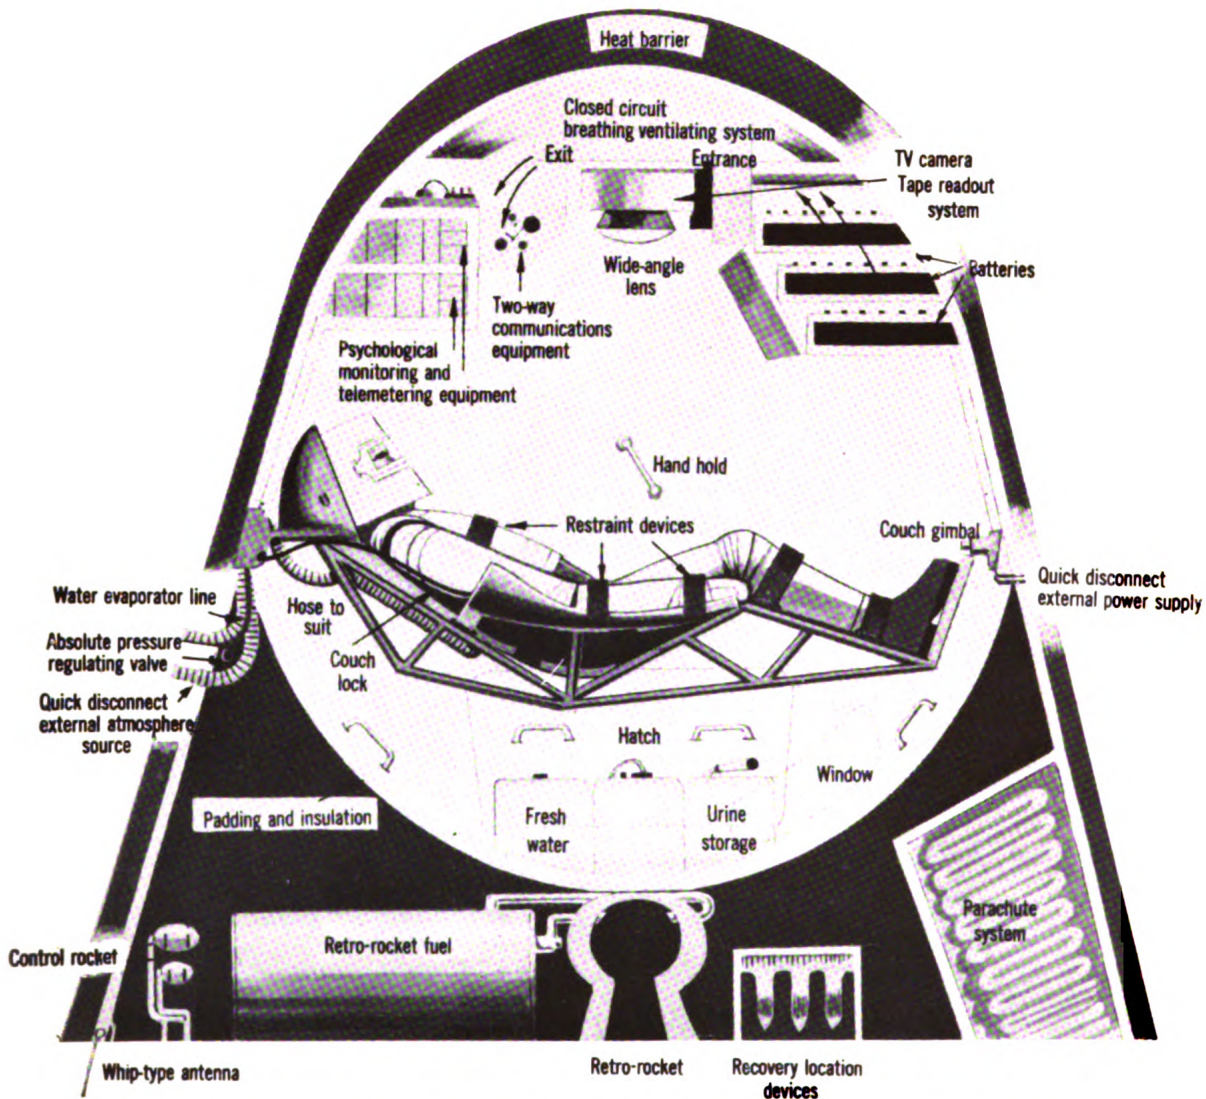 Heat barrier
Closed circuit
breathing ventilating system
Exit
Entrance
TV camera
Tape readout
system
Wide-angle
lens
Batteries
Two-way
communications
equipment
Psychological
monitoring and
telemetering equipment
Hand hold
Restraint devices
Couch gimbal
Quick disconnect
external power supply
Water evaporator line
Hose to
suit
Absolute pressure
regulating valve
Couch
lock
Quick disconnect
external atmosphere
source
Hatch
Window
Padding and insulation
Fresh
water
Urine
storage
Parachute
system
Control rocket
Retro-rocket fuel
Whip-type antenna
Retro-rocket
Recovery location
devices